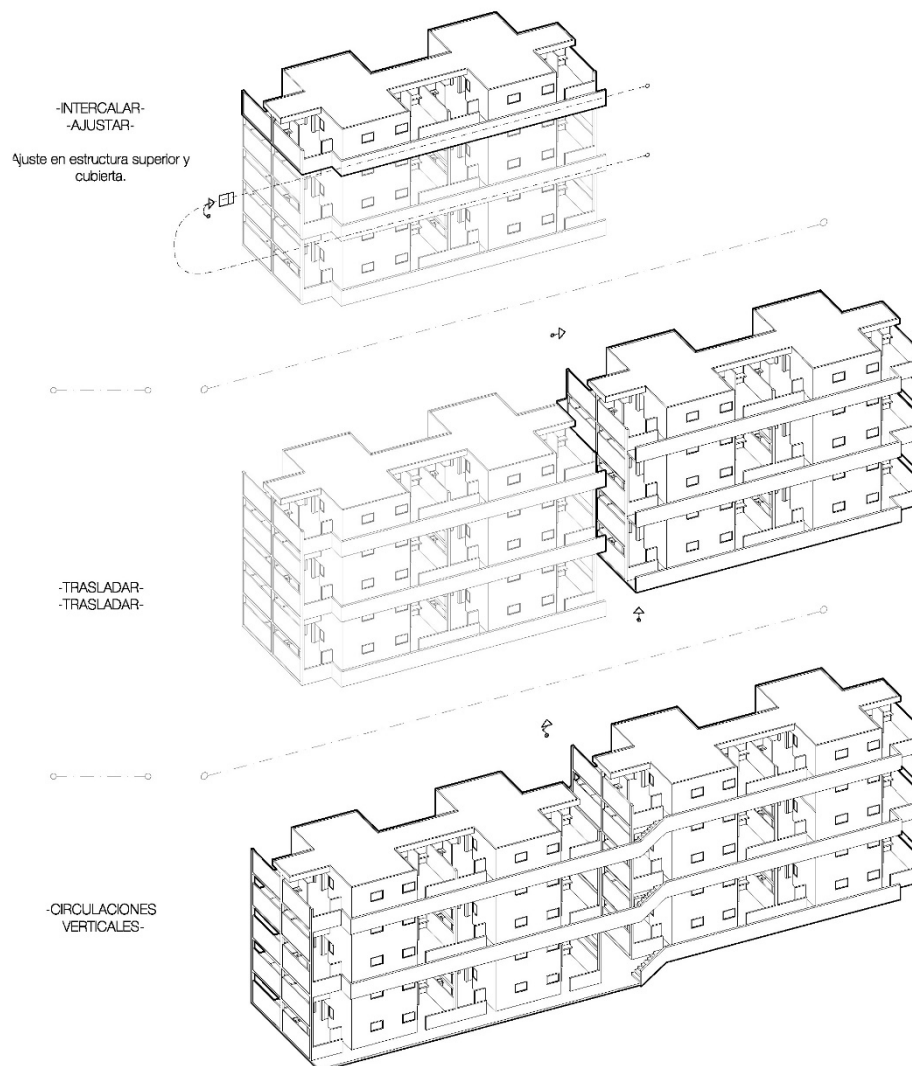 -INTERCALAR-
-AJUSTAR-
Ajuste en estructura superior y
cubierta.
-TRASLADAR-
-TRASLADAR-
-CIRCULACIONES
VERTICALES-